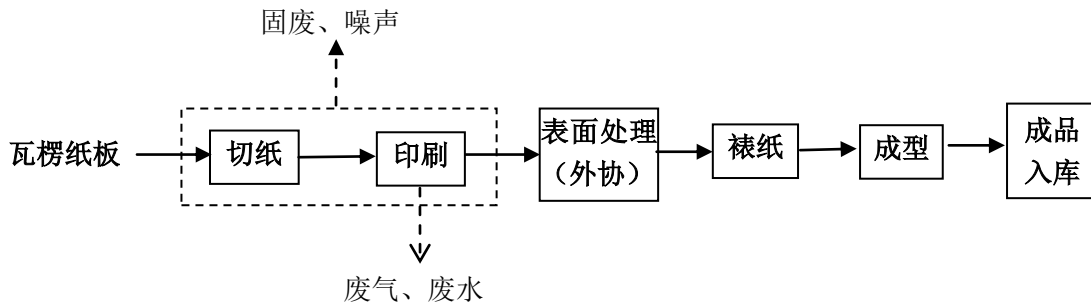 固废、噪声
瓦楞纸板
切纸
印刷
表面处理
（外协）
裱纸
成型
成品
入库
废气、废水